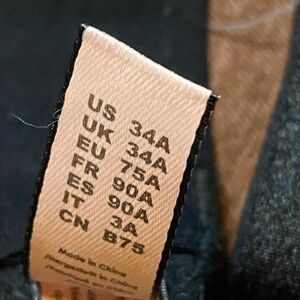 US 34A
UK 34A
EU 75A
FR 90A
ES 90A
IT 3A
CN B75
Made in China